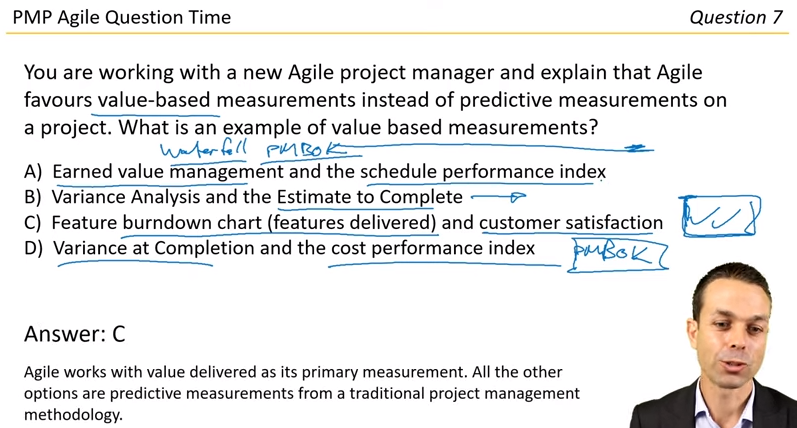 PMP Agile Question Time
Question 7
You are working with a new Agile project manager and explain that Agile
favours value-based measurements instead of predictive measurements on
a project. What is an example of value based measurements?
Waterfall PMBOK
A) Earned value management and the schedule performance index
B) Variance Analysis and the Estimate to Complete
C) Feature burndown chart (features delivered) and customer satisfaction
D) Variance at Completion and the cost performance index
PMBOK
Answer: C
Agile works with value delivered as its primary measurement. All the other
options are predictive measurements from a traditional project management
methodology.